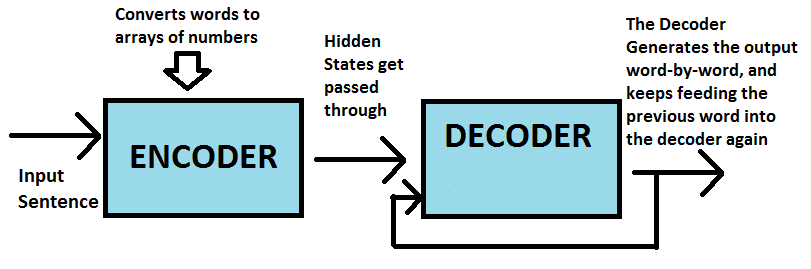 Converts words to
arrays of numbers
Input
Sentence
ENCODER
Hidden
States get
passed
through
DECODER
The Decoder
Generates the output
word-by-word, and
keeps feeding the
previous word into
the decoder again